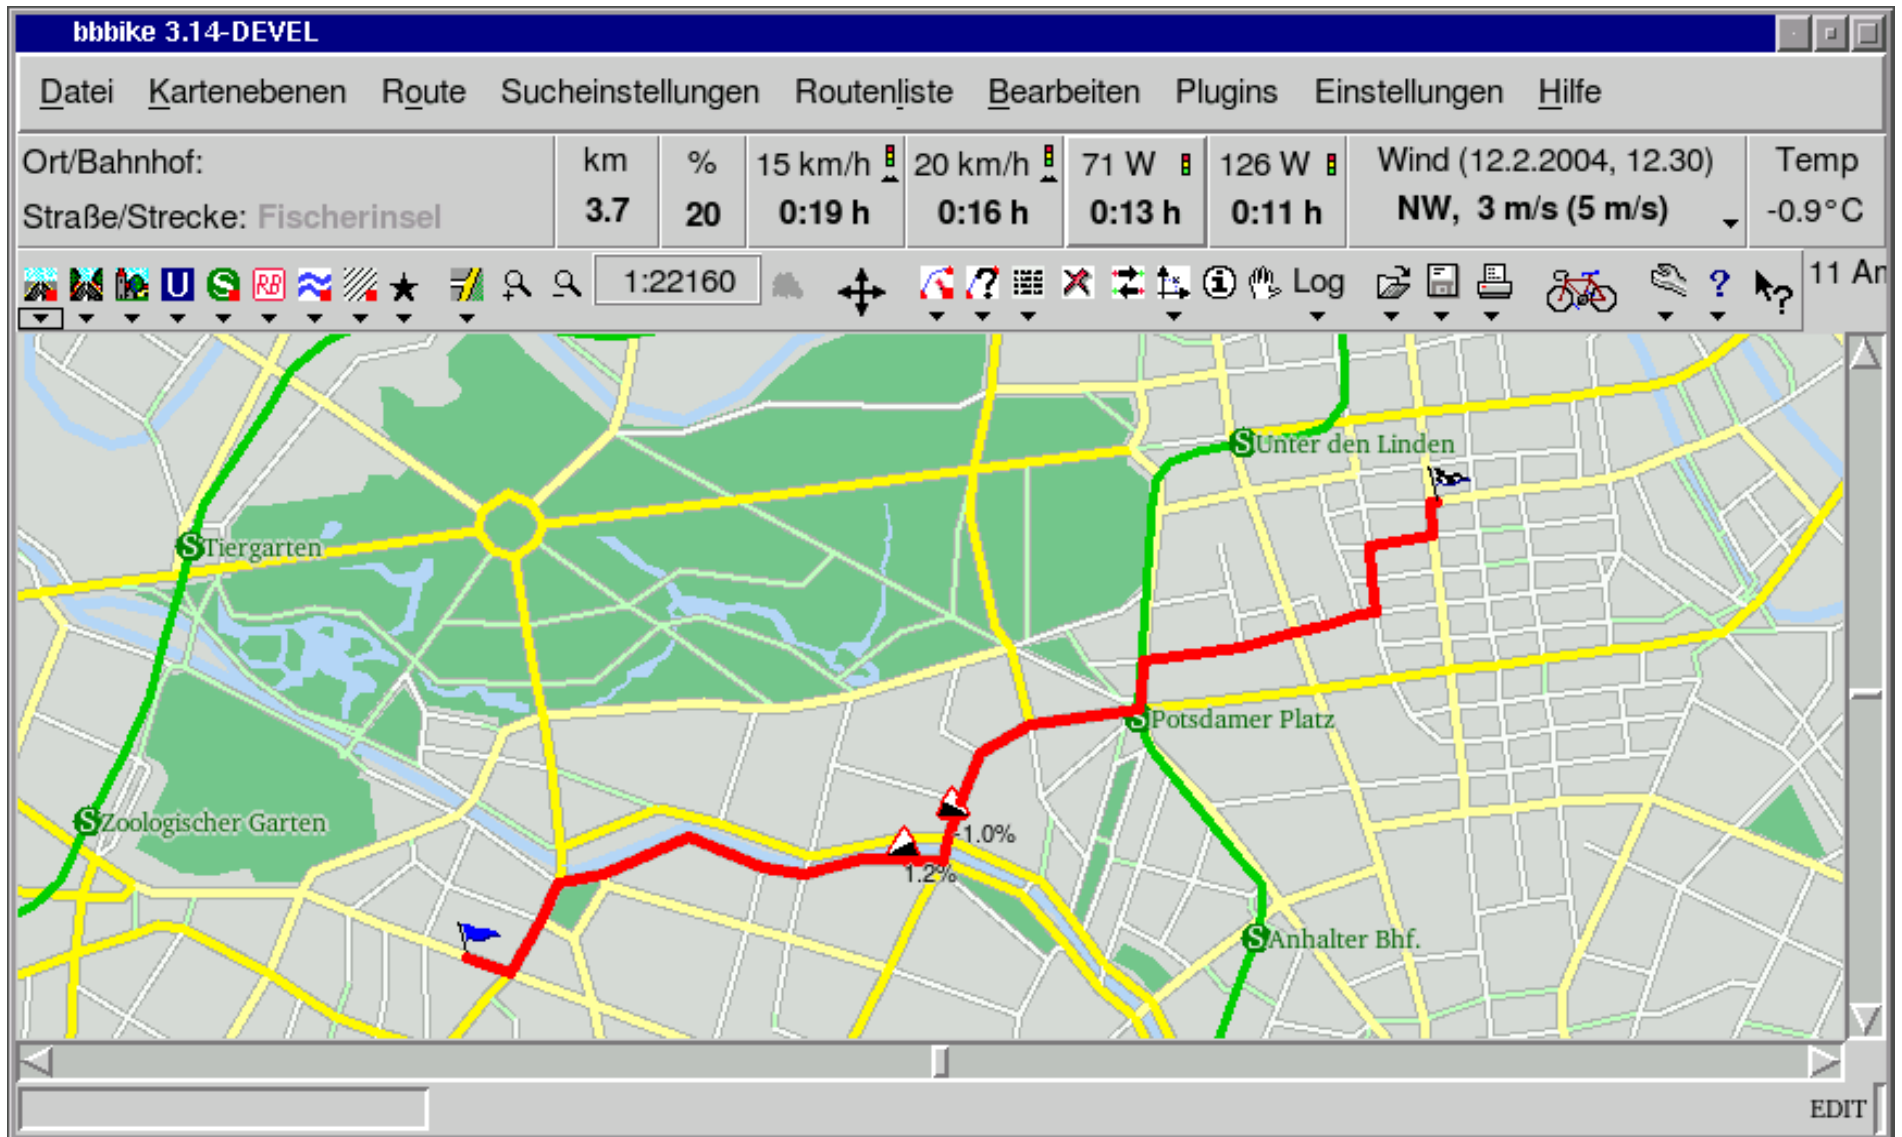 bbbike 3.14-DEVEL
Datei Kartenebenen Route Sucheinstellungen Routenliste Bearbeiten Plugins Einstellungen Hilfe
Ort/Bahnhof: km % 15 km/h 20 km/h 71 W 126 W Wind (12.2.2004, 12.30) Temp
Straße/Strecke: Fischerinsel 3.7 20 0:19 h 0:16 h 0:13 h 0:11 h NW, 3 m/s (5 m/s) -0.9°C
U S RB 1:22160 ? i Log ? ? 11 An
S Unter den Linden
S Tiergarten
S Potsdamer Platz
S Zoologischer Garten
-1.0%
1.2%
S Anhalter Bhf.
EDIT